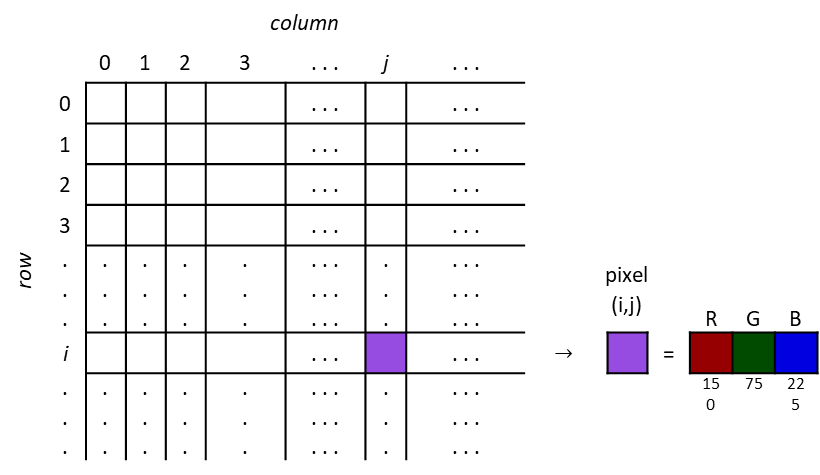 column
0 1 2 3 ... j ...
0 ... ...
1 ... ...
2 ... ...
3 ... ...
row
. . . . . ... . ...
. . . . . ... . ...
. . . . . ... . ...
i ... ...
. . . . . ... . ...
. . . . . ... . ...
. . . . . ... . ...
pixel
(i,j)
R G B
→ =
15 75 22
0 5